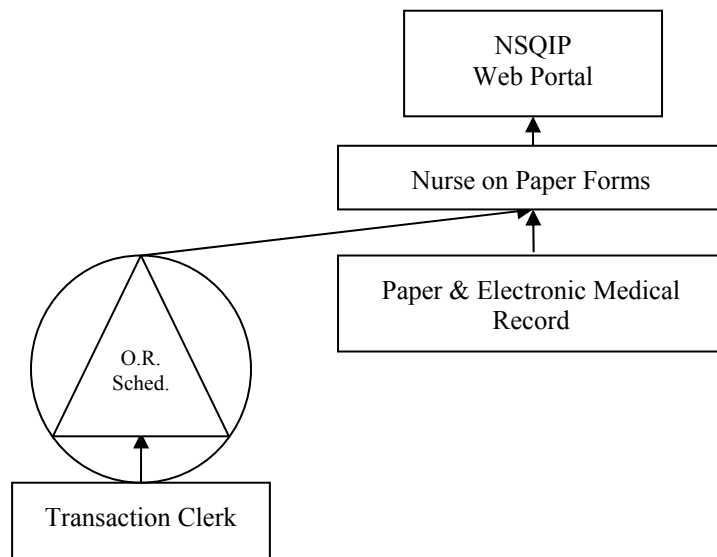 NSQIP
Web Portal
Nurse on Paper Forms
Paper & Electronic Medical
Record
O.R.
Sched.
Transaction Clerk